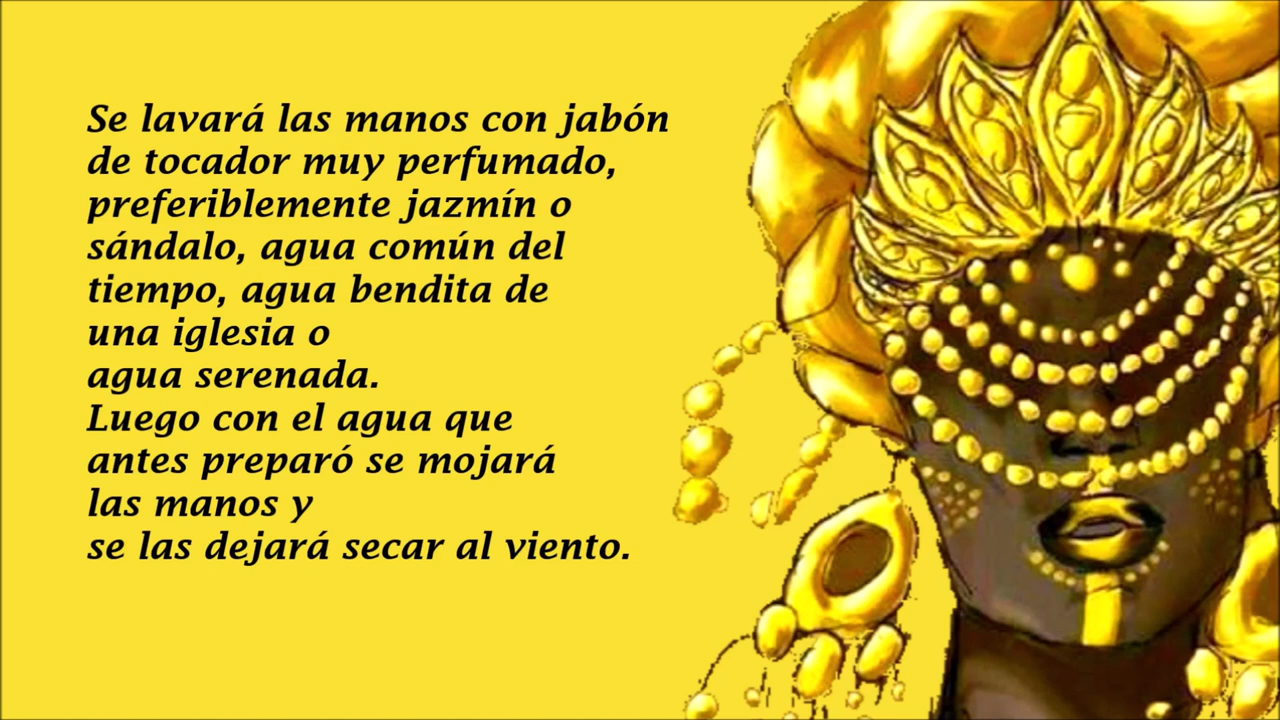 Se lavará las manos con jabón
de tocador muy perfumado,
preferiblemente jazmín o
sándalo, agua común del
tiempo, agua bendita de
una iglesia o
agua serenada.
Luego con el agua que
antes preparó se mojará
las manos y
se las dejará secar al viento.